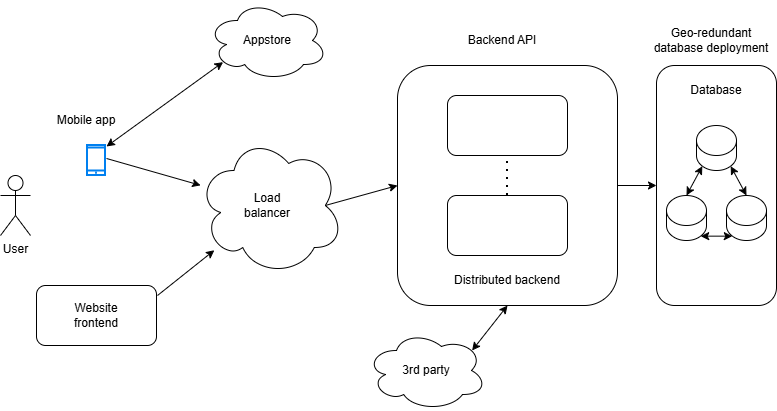 Appstore
Backend API
Geo-redundant
database deployment
Mobile app
Database
Load
balancer
User
Distributed backend
Website
frontend
3rd party